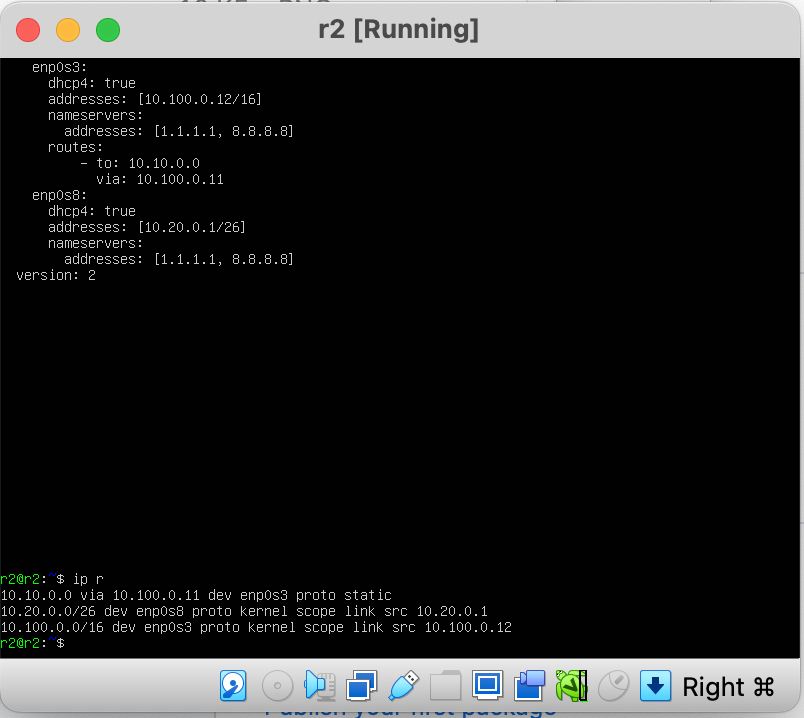 r2 [Running]
enp0s3:
dhcp4: true
addresses: [10.100.0.12/16]
nameservers:
addresses: [1.1.1.1, 8.8.8.8]
routes:
- to: 10.10.0.0
via: 10.100.0.11
enp0s8:
dhcp4: true
addresses: [10.20.0.1/26]
nameservers:
addresses: [1.1.1.1, 8.8.8.8]
version: 2
r2@r2:~$ ip r
10.10.0.0 via 10.100.0.11 dev enp0s3 proto static
10.20.0.0/26 dev enp0s8 proto kernel scope link src 10.20.0.1
10.100.0.0/16 dev enp0s3 proto kernel scope link src 10.100.0.12
r2@r2:~$
Right ⌘
Publish your first package